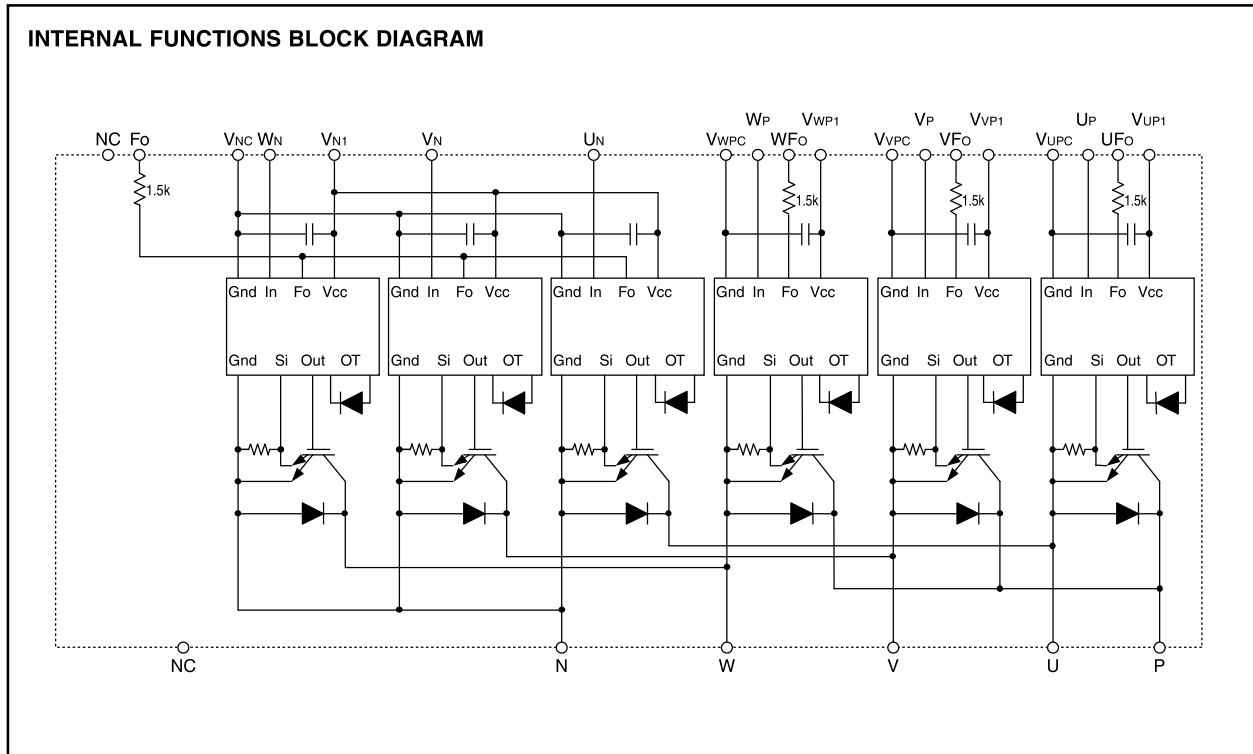 INTERNAL FUNCTIONS BLOCK DIAGRAM
WP VWP1 VP VVP1 UP VUP1
NC FO VNC WN VN1 VN UN VWPC WFO VVPC VFO VUPC UFO
1.5k 1.5k 1.5k 1.5k
Gnd In Fo Vcc Gnd In Fo Vcc Gnd In Fo Vcc Gnd In Fo Vcc Gnd In Fo Vcc Gnd In Fo Vcc
Gnd Si Out OT Gnd Si Out OT Gnd Si Out OT Gnd Si Out OT Gnd Si Out OT Gnd Si Out OT
NC N W V U P